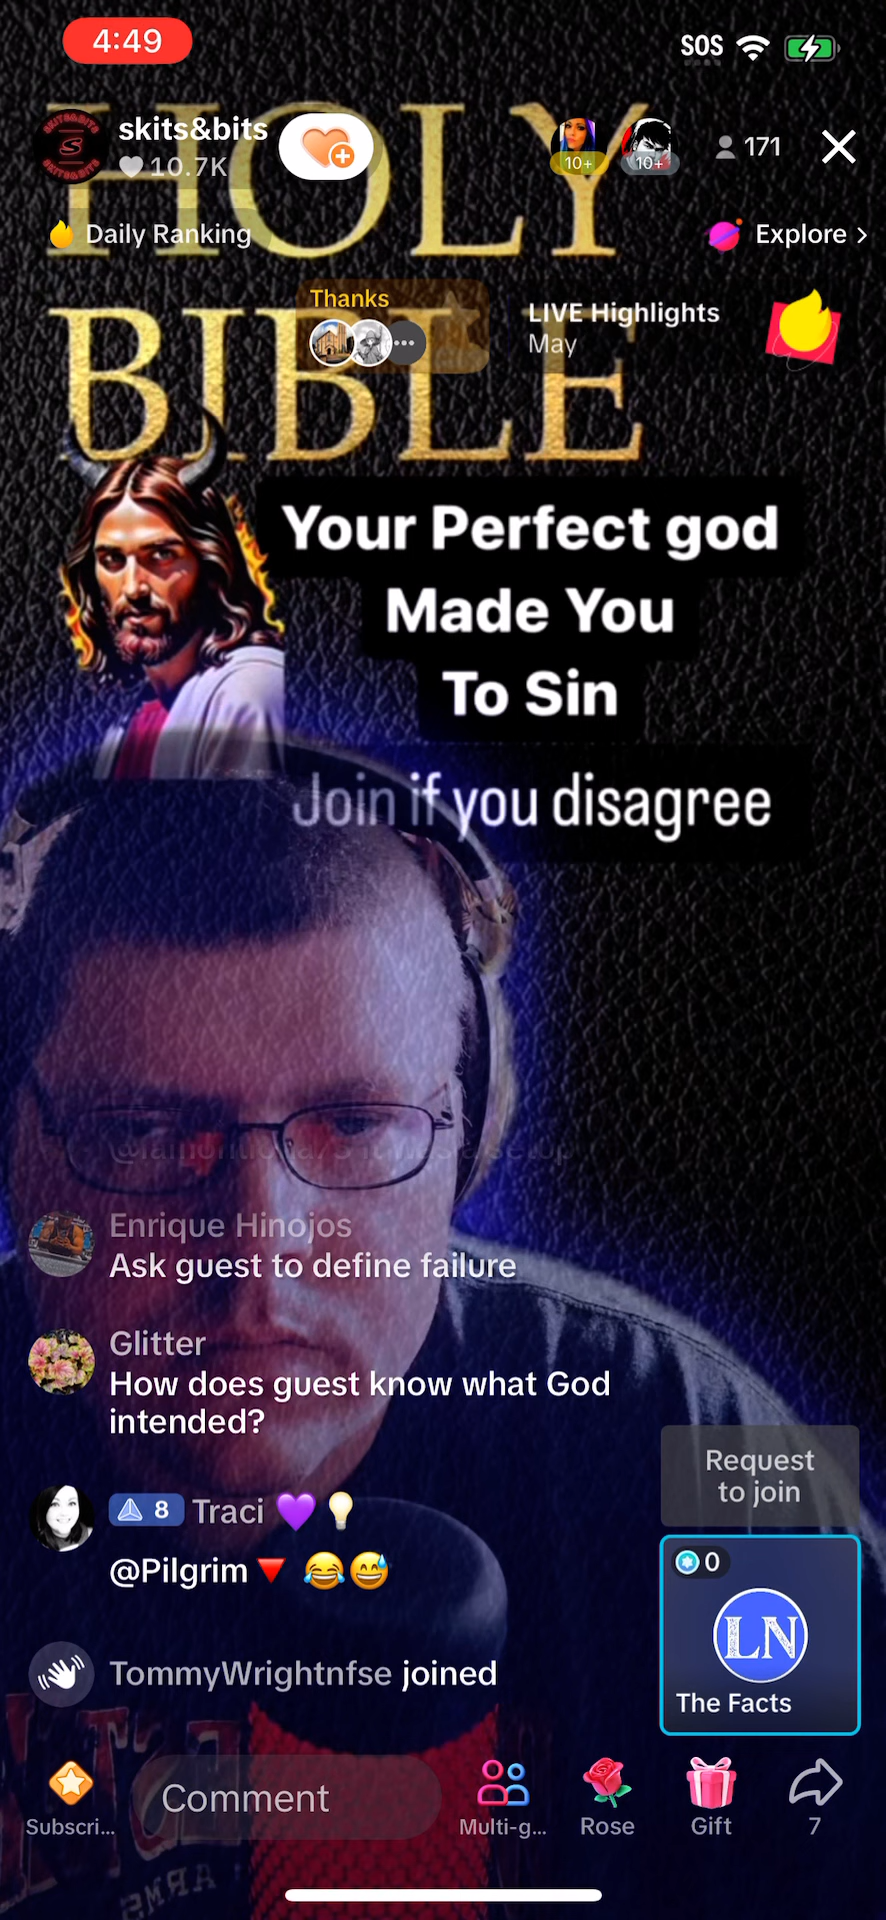 4:49
SOS
HOLY
BIBLE
skits&bits
10.7K
10+
10+
171
Daily Ranking
Explore >
Thanks
LIVE Highlights
May
Your Perfect god
Made You
To Sin
Join if you disagree
Enrique Hinojos
Ask guest to define failure
Glitter
How does guest know what God
intended?
8 Traci 💜💡
@Pilgrim🔻 😂😅
TommyWrightnfse joined
Request
to join
0
LN
The Facts
Subscri...
Comment
Multi-g...
Rose
Gift
7